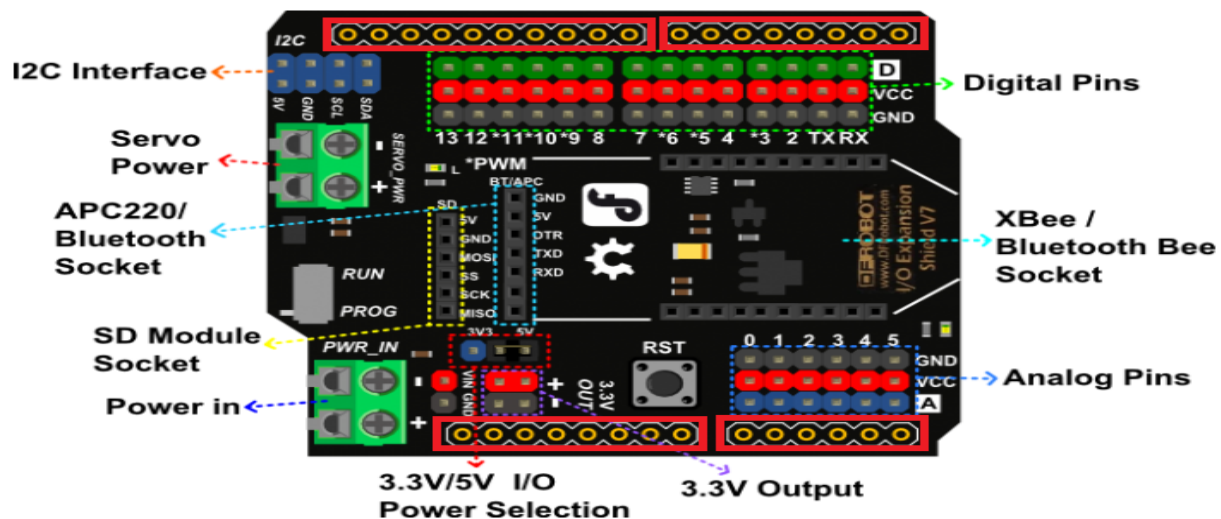 I2C
I2C Interface
5V
GND
SCL
SDA
D
VCC
GND
Digital Pins
13 12 *11 *10 *9 8 7 *6 *5 4 *3 2 TX RX
Servo
Power
-
+
SERVO_PWR
L
*PWM
BT/APC
GND
5V
DTR
TXD
RXD
APC220/
Bluetooth
Socket
SD
5V
GND
MOSI
SS
SCK
MISO
DFROBOT
www.DFRobot.com
I/O Expansion
Shield V7
XBee /
Bluetooth Bee
Socket
RUN
PROG
SD Module
Socket
3V3 5V
PWR_IN
-
+
Power in
VIN
GND
+
-
3.3V
OUT
RST
0 1 2 3 4 5
GND
VCC
A
Analog Pins
3.3V/5V I/O
Power Selection
3.3V Output